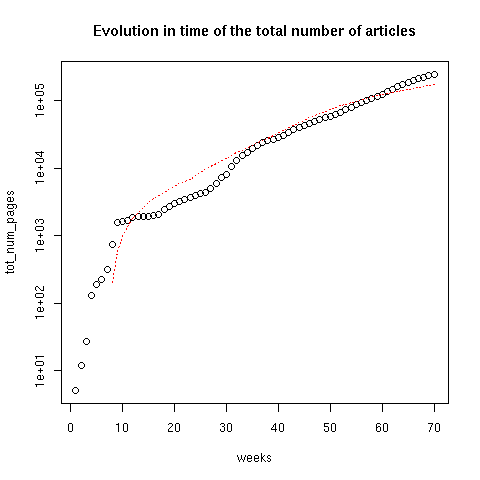 Evolution in time of the total number of articles
tot_num_pages
1e+05
1e+04
1e+03
1e+02
1e+01
0 10 20 30 40 50 60 70
weeks